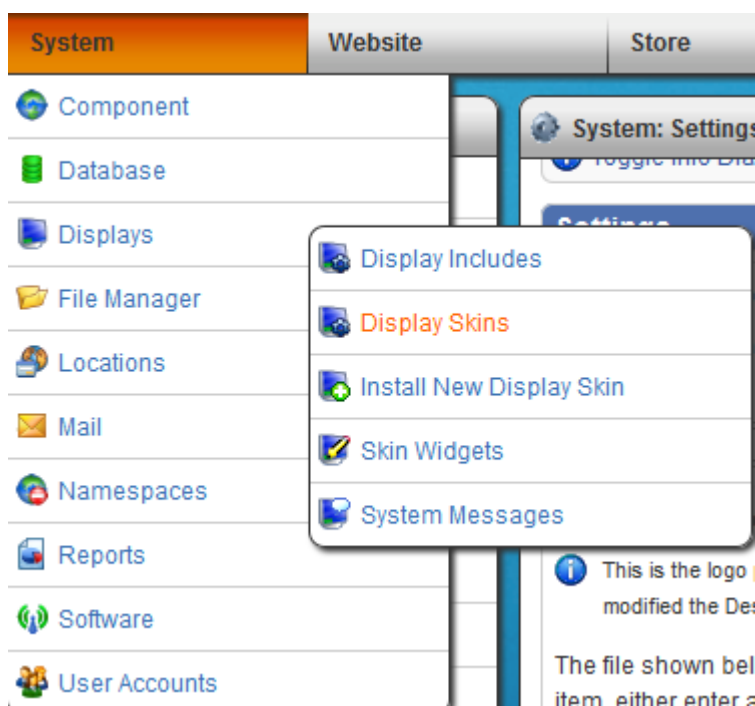 System
Website
Store
Component
Database
Displays
File Manager
Locations
Mail
Namespaces
Reports
Software
User Accounts
Display Includes
Display Skins
Install New Display Skin
Skin Widgets
System Messages
System: Settings
Settings
This is the logo
modified the Des
The file shown bel
item, either enter a